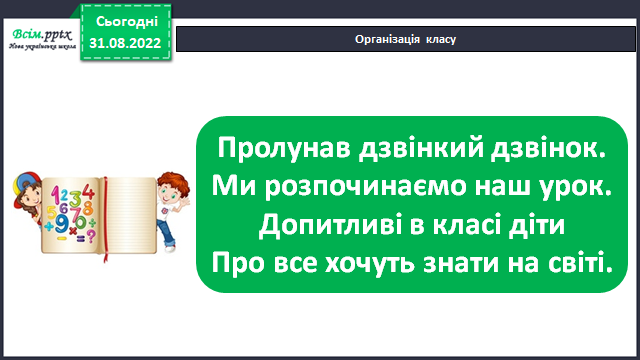 Всім.pptx
Нова українська школа
Сьогодні
31.08.2022
Організація класу
Пролунав дзвінкий дзвінок.
Ми розпочинаємо наш урок.
Допитливі в класі діти
Про все хочуть знати на світі.
1 2 3 4
5 6 7 8
+ 9 × 0 +
− = ?